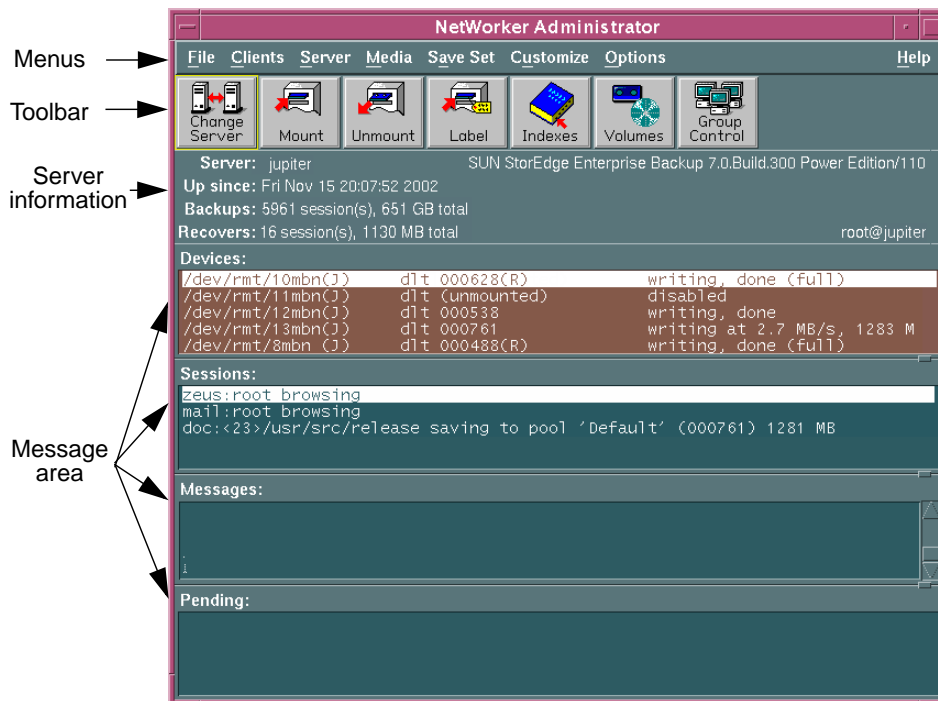 NetWorker Administrator
Menus
File Clients Server Media Save Set Customize Options Help
Toolbar
Change Server
Mount
Unmount
Label
Indexes
Volumes
Group Control
Server information
Server: jupiter SUN StorEdge Enterprise Backup 7.0.Build.300 Power Edition/110
Up since: Fri Nov 15 20:07:52 2002
Backups: 5961 session(s), 651 GB total
Recovers: 16 session(s), 1130 MB total root@jupiter
Devices:
/dev/rmt/10mbn(J) dlt 000628(R) writing, done (full)
/dev/rmt/11mbn(J) dlt (unmounted) disabled
/dev/rmt/12mbn(J) dlt 000538 writing, done
/dev/rmt/13mbn(J) dlt 000761 writing at 2.7 MB/s, 1283 M
/dev/rmt/8mbn (J) dlt 000488(R) writing, done (full)
Sessions:
zeus:root browsing
mail:root browsing
doc:<23>/usr/src/release saving to pool 'Default' (000761) 1281 MB
Message area
Messages:
Pending: